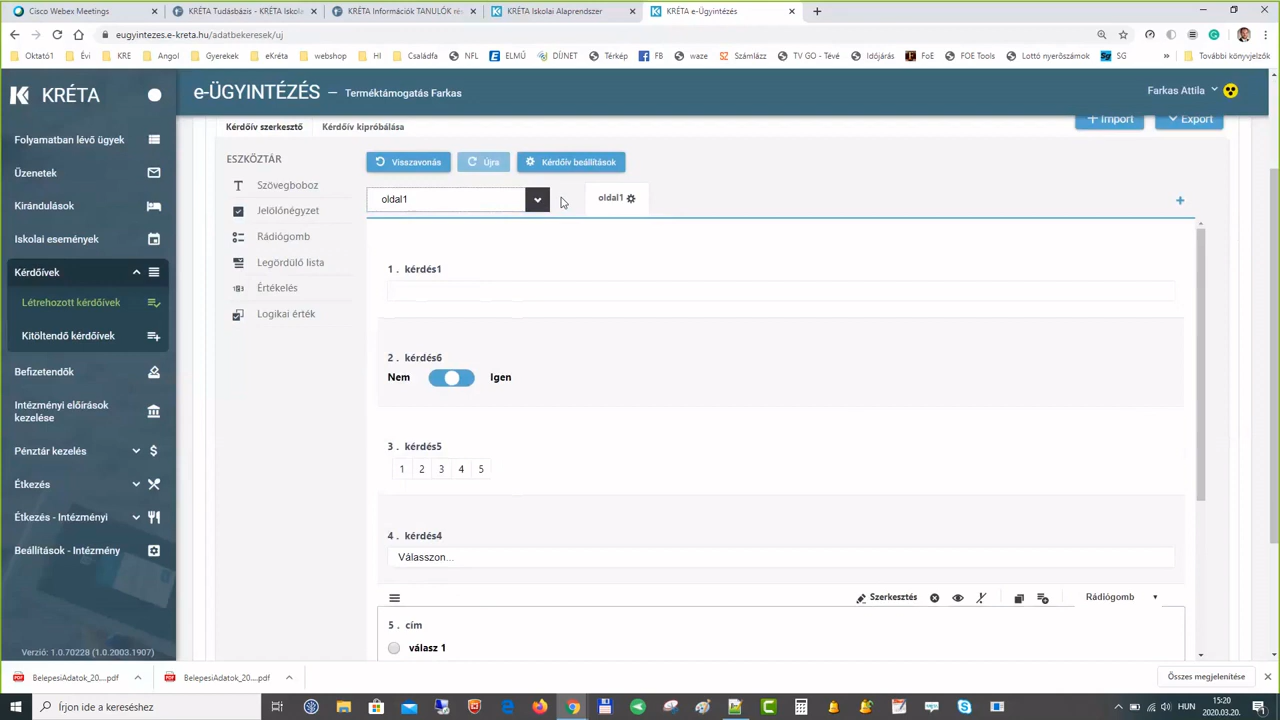 Cisco Webex Meetings
KRÉTA Tudásbázis - KRÉTA Iskola
KRÉTA Információk TANULÓK ré
KRÉTA Iskolai Alaprendszer
KRÉTA e-Ügyintézés
eugyintezes.e-kreta.hu/adatbekeresek/uj
Oktató1
Évi
KRE
Angol
Gyerekek
eKréta
webshop
HI
Családfa
NFL
ELMŰ
DÍJNET
Térkép
FB
waze
Számlázz
TV GO - Tévé
Időjárás
FoE
FOE Tools
Lottó nyerőszámok
SG
»
További könyvjelzők
KRÉTA
e-ÜGYINTÉZÉS — Terméktámogatás Farkas
Farkas Attila
Folyamatban lévő ügyek
Üzenetek
Kirándulások
Iskolai események
Kérdőívek
Létrehozott kérdőívek
Kitöltendő kérdőívek
Befizetendők
Intézményi előírások
kezelése
Pénztár kezelés
Étkezés
Étkezés - Intézményi
Beállítások - Intézmény
Verzió: 1.0.70228 (1.0.2003.1907)
Kérdőív szerkesztő
Kérdőív kipróbálása
Import
Export
ESZKÖZTÁR
Szövegboboz
Jelölőnégyzet
Rádiógomb
Legördülő lista
Értékelés
Logikai érték
Visszavonás
Újra
Kérdőív beállítások
oldal1
oldal1
+
1 . kérdés1
2 . kérdés6
Nem
Igen
3 . kérdés5
1 2 3 4 5
4 . kérdés4
Válasszon...
Szerkesztés
Rádiógomb
5 . cím
válasz 1
BelepesiAdatok_20....pdf
BelepesiAdatok_20....pdf
Összes megjelenítése
Írjon ide a kereséshez
HUN
15:20
2020.03.20.